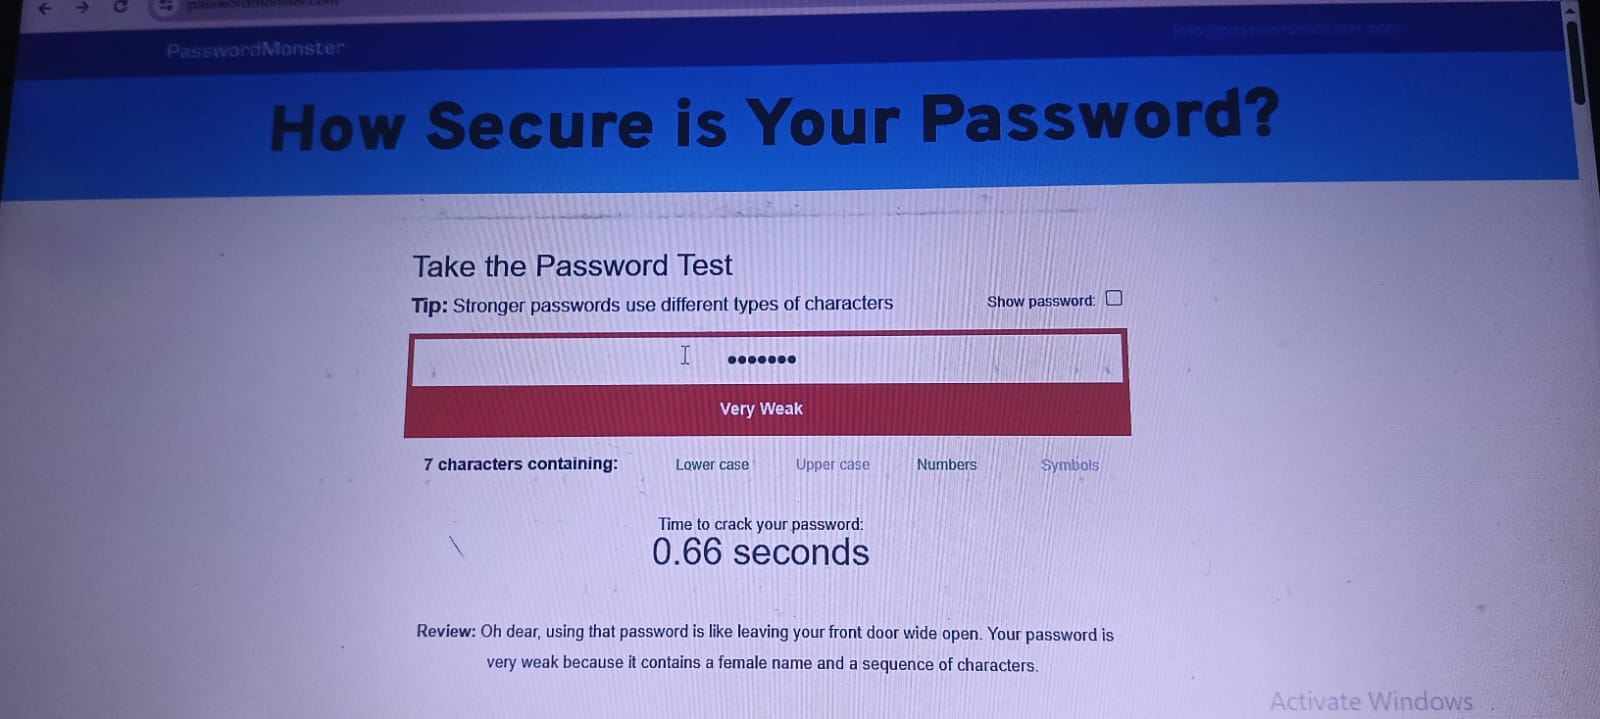 passwordmonster.com
PasswordMonster
info@passwordmonster.com
How Secure is Your Password?
Take the Password Test
Tip: Stronger passwords use different types of characters
Show password:
•••••••
Very Weak
7 characters containing:
Lower case
Upper case
Numbers
Symbols
Time to crack your password:
0.66 seconds
Review: Oh dear, using that password is like leaving your front door wide open. Your password is
very weak because it contains a female name and a sequence of characters.
Activate Windows